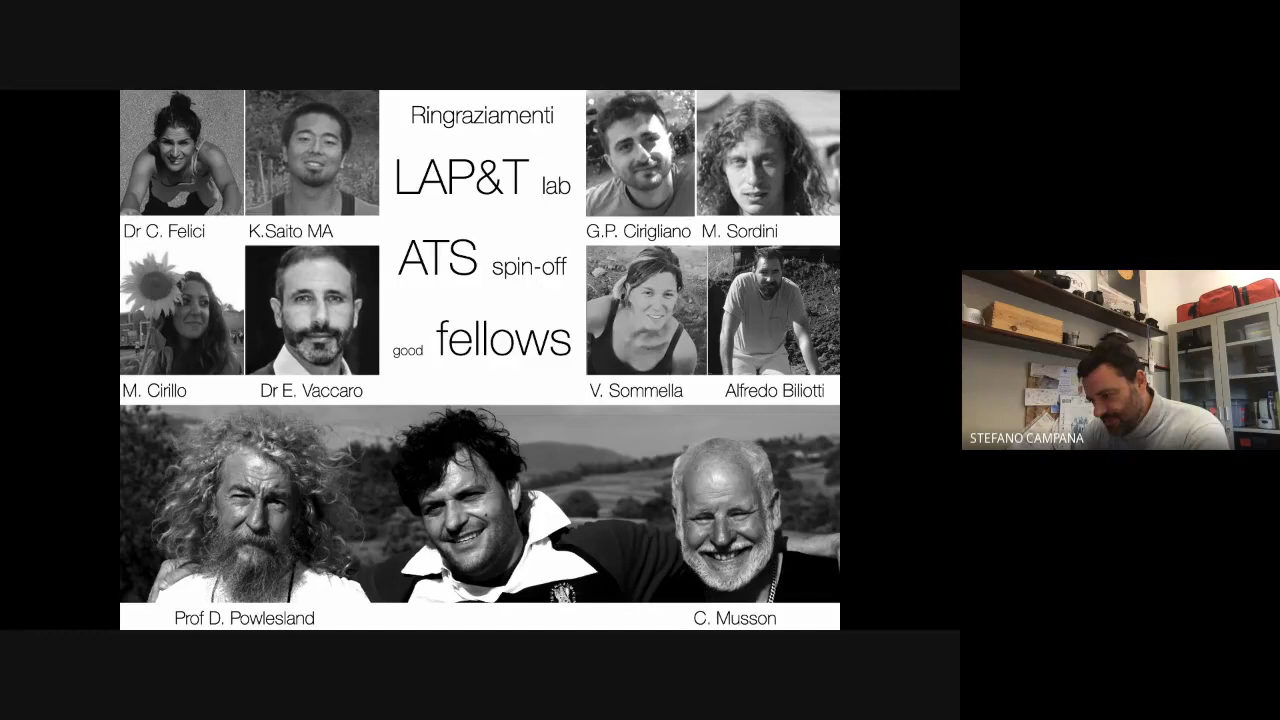 Ringraziamenti
LAP&T lab
ATS spin-off
good fellows
Dr C. Felici
K.Saito MA
G.P. Cirigliano
M. Sordini
M. Cirillo
Dr E. Vaccaro
V. Sommella
Alfredo Biliotti
Prof D. Powlesland
C. Musson
STEFANO CAMPANA